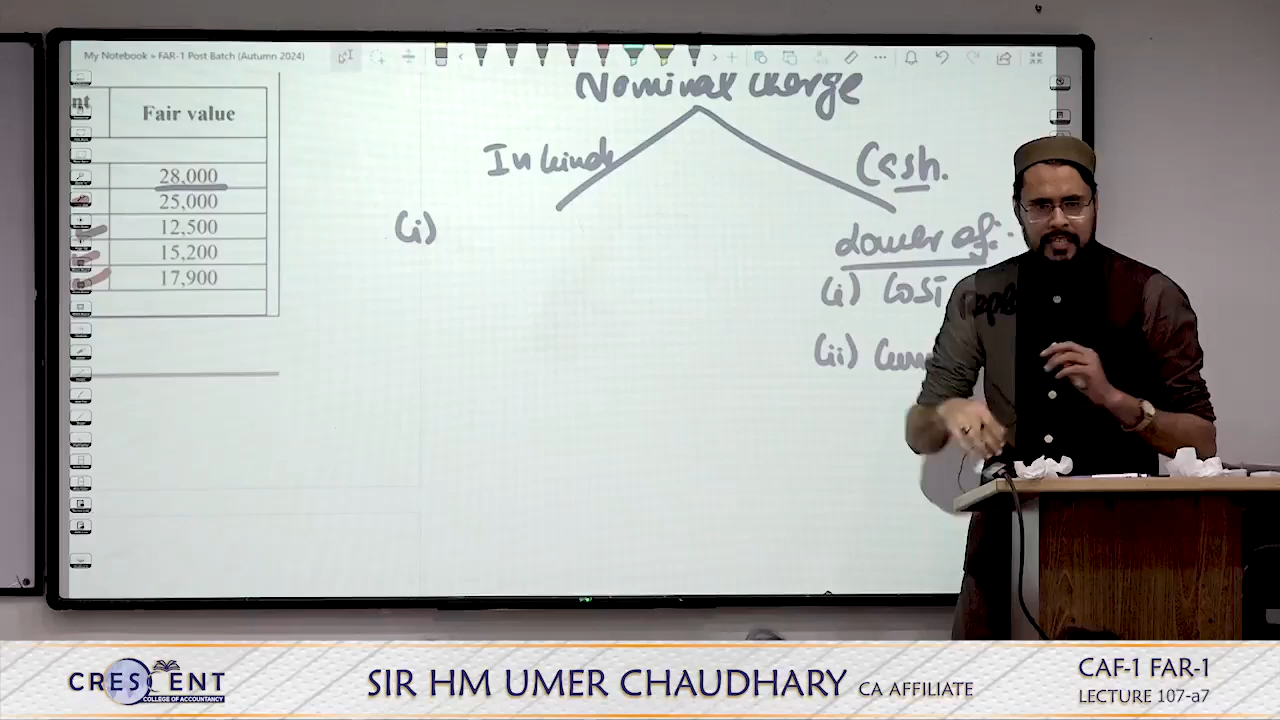 My Notebook » FAR-1 Post Batch (Autumn 2024)
nt
Fair value
28,000
25,000
12,500
15,200
17,900
Nominal charge
In kind
Cash.
(i)
Lower of:
(i) Cost
(ii)
CRESCENT
COLLEGE OF ACCOUNTANCY
SIR HM UMER CHAUDHARY CA AFFILIATE
CAF-1 FAR-1
LECTURE 107-a7